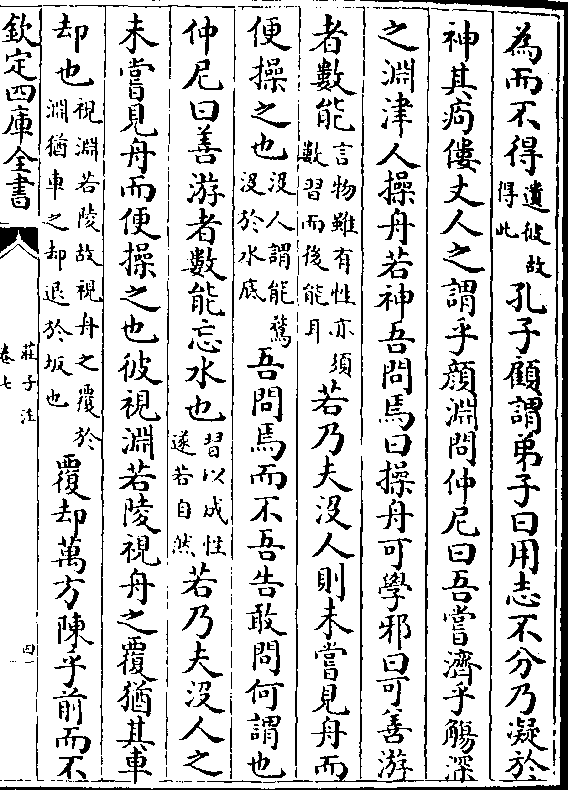 為而不得遺彼故得此孔子顧謂弟子曰用志不分乃凝於
神其痀僂丈人之謂乎顔淵問仲尼曰吾嘗濟乎觴深
之淵津人操舟若神吾問焉曰操舟可學邪曰可善游
者數能言物雖有性亦須數習而後能耳若乃夫没人則未嘗見舟而
便操之也没人謂能鶩没於水底吾問焉而不吾告敢問何謂也
仲尼曰善游者數能忘水也習以成性遂若自然若乃夫没人之
未嘗見舟而便操之也彼視淵若陵視舟之覆猶其車
却也視淵若陵故視舟之覆於淵猶車之却退於坂也覆却萬方陳乎前而不
欽定四庫全書
莊子注
卷七
四